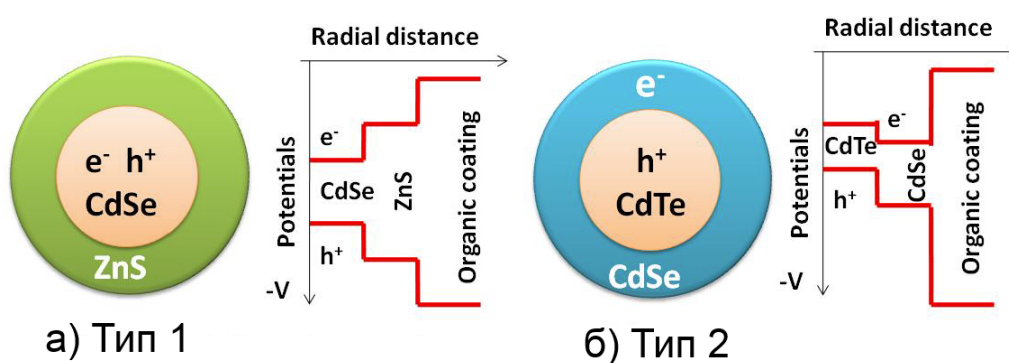 e⁻ h⁺
CdSe
ZnS
Radial distance
Potentials
-V
e⁻
CdSe
h⁺
ZnS
Organic coating
а) Тип 1
e⁻
h⁺
CdTe
CdSe
Radial distance
Potentials
-V
e⁻
CdTe
h⁺
CdSe
Organic coating
б) Тип 2